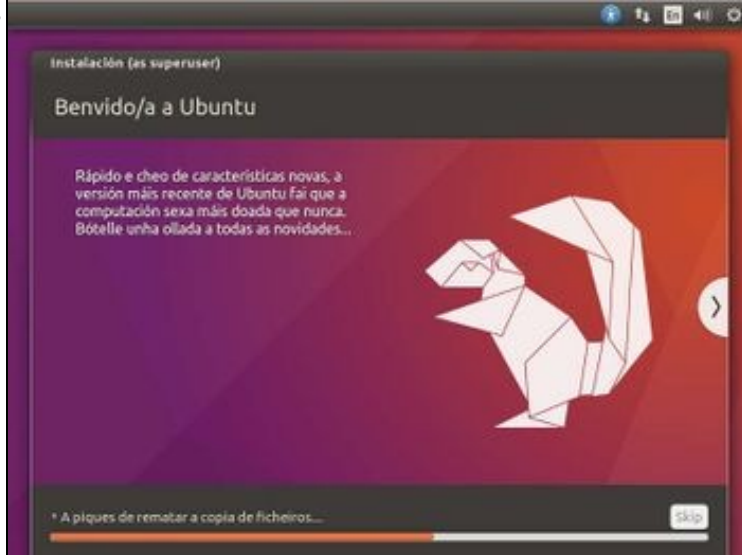 En
Instalación (as superuser)
Benvido/a a Ubuntu
Rápido e cheo de características novas, a
versión máis recente de Ubuntu fai que a
computación sexa máis doada que nunca.
Bótelle unha ollada a todas as novidades...
* A piques de rematar a copia de ficheiros...
Skip